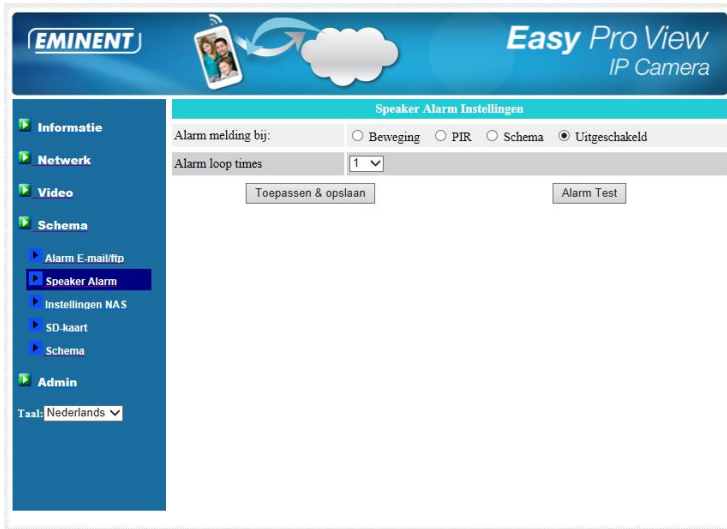 EMINENT
Easy Pro View
IP Camera
Informatie
Netwerk
Video
Schema
Alarm E-mail/ftp
Speaker Alarm
Instellingen NAS
SD-kaart
Schema
Admin
Taal: Nederlands
Speaker Alarm Instellingen
Alarm melding bij: Beweging PIR Schema Uitgeschakeld
Alarm loop times 1
Toepassen & opslaan Alarm Test